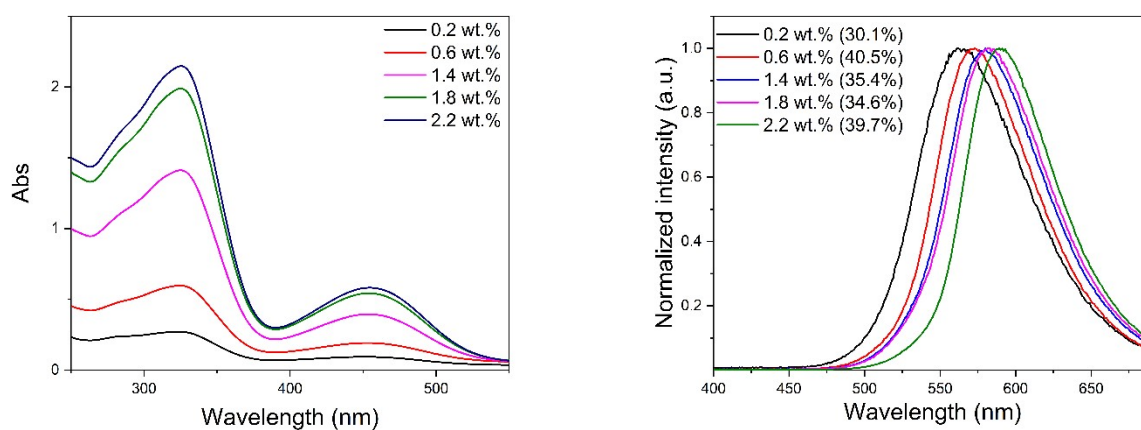 0.2 wt.%
0.6 wt.%
1.4 wt.%
1.8 wt.%
2.2 wt.%
2
1
0
Abs
300
400
500
Wavelength (nm)
0.2 wt.% (30.1%)
0.6 wt.% (40.5%)
1.4 wt.% (35.4%)
1.8 wt.% (34.6%)
2.2 wt.% (39.7%)
1.0
0.8
0.6
0.4
0.2
Normalized intensity (a.u.)
400
450
500
550
600
650
Wavelength (nm)